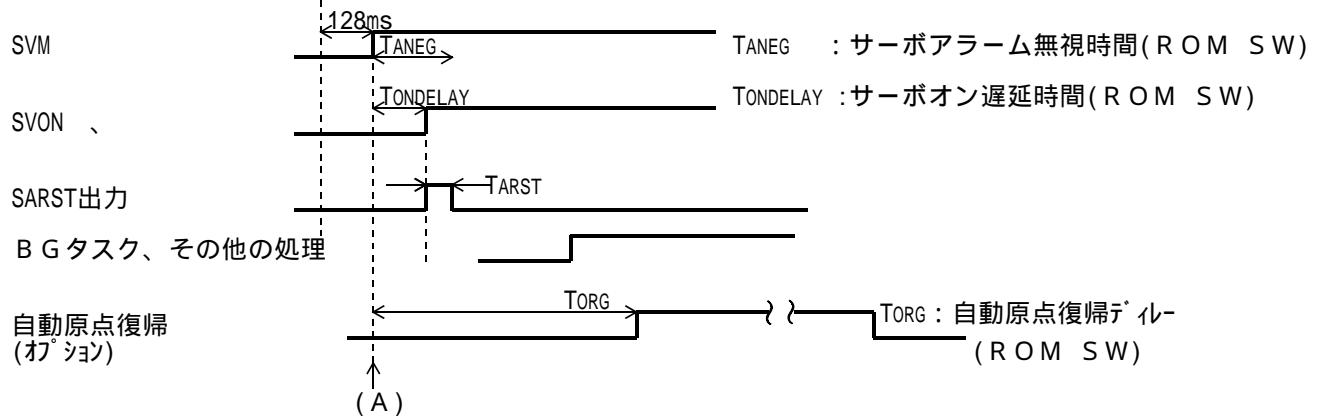 128ms
SVM
TANEG
TANEG :サーボアラーム無視時間(ROM SW)
TONDELAY
TONDELAY :サーボオン遅延時間(ROM SW)
SVON 、
SARST出力
TARST
BGタスク、その他の処理
TORG
TORG:自動原点復帰ディレー
(ROM SW)
自動原点復帰
(オプション)
(A)